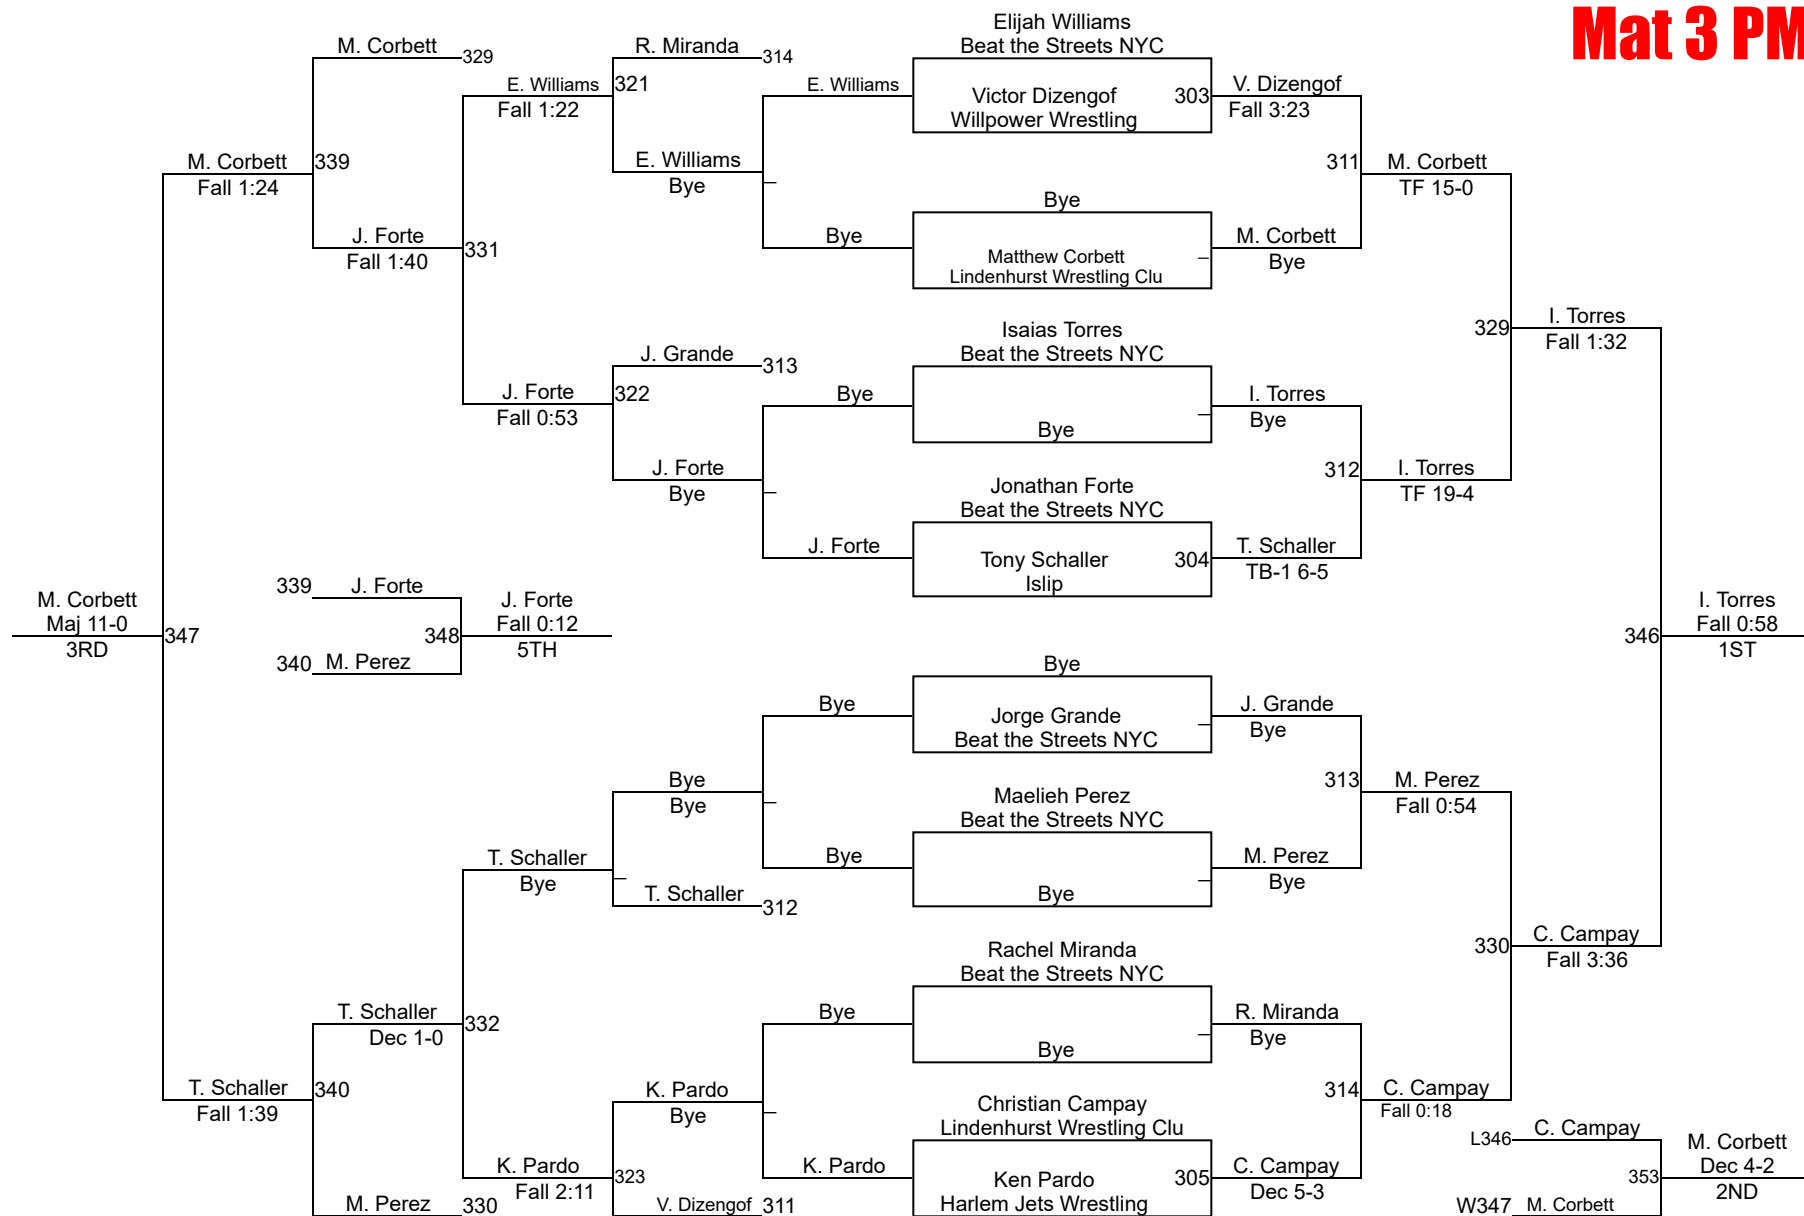 Mat 3 PM
Elijah Williams
M. Corbett
R. Miranda
Beat the Streets NYC
329
314
E. Williams
321
E. Williams
Victor Dizengof
303
V. Dizengof
Fall 1:22
Willpower Wrestling
Fall 3:23
M. Corbett
339
E. Williams
311
M. Corbett
Fall 1:24
Bye
TF 15-0
Bye
J. Forte
Bye
M. Corbett
331
Matthew Corbett
Fall 1:40
Bye
Lindenhurst Wrestling Clu
Isaias Torres
I. Torres
329
J. Grande
Beat the Streets NYC
Fall 1:32
313
J. Forte
322
Bye
I. Torres
Fall 0:53
Bye
Bye
J. Forte
312
I. Torres
Bye
Jonathan Forte
TF 19-4
Beat the Streets NYC
J. Forte
Tony Schaller
304
T. Schaller
Islip
TB-1 6-5
339
J. Forte
M. Corbett
J. Forte
I. Torres
Maj 11-0
Fall 0:12
Fall 0:58
3RD
347
348
5TH
346
1ST
340
M. Perez
Bye
Bye
Jorge Grande
J. Grande
Beat the Streets NYC
Bye
Bye
Maelieh Perez
313
M. Perez
Bye
Beat the Streets NYC
Fall 0:54
T. Schaller
Bye
M. Perez
Bye
Bye
Bye
T. Schaller
312
Rachel Miranda
330
C. Campay
Beat the Streets NYC
Fall 3:36
T. Schaller
332
Bye
R. Miranda
Dec 1-0
Bye
Bye
T. Schaller
340
K. Pardo
314
C. Campay
Fall 1:39
Bye
Christian Campay
Fall 0:18
Lindenhurst Wrestling Clu
L346
C. Campay
M. Corbett
K. Pardo
K. Pardo
Ken Pardo
305
C. Campay
Dec 4-2
Fall 2:11
323
Harlem Jets Wrestling
Dec 5-3
353
2ND
M. Perez
330
V. Dizengof
311
W347
M. Corbett